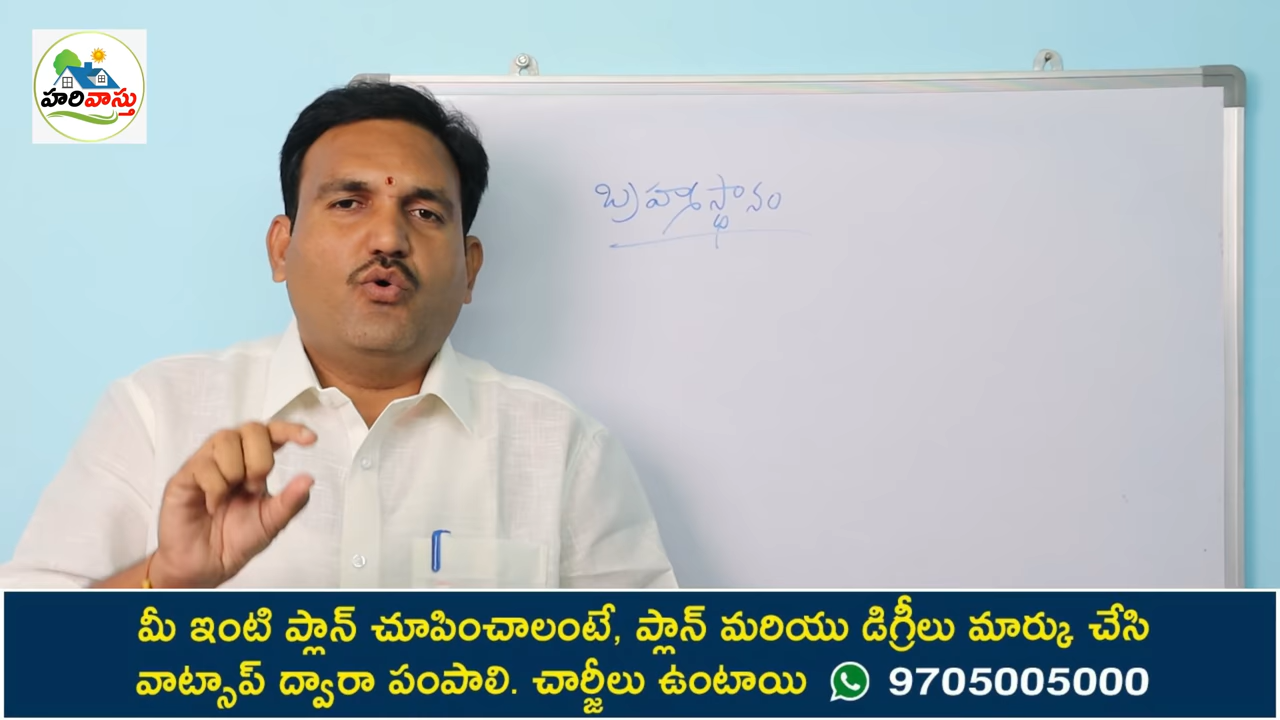 హరివాస్తు
బ్రహ్మస్థానం
మీ ఇంటి ప్లాన్ చూపించాలంటే, ప్లాన్ మరియు డిగ్రీలు మార్కు చేసి
వాట్సాప్ ద్వారా పంపాలి. చార్జీలు ఉంటాయి 9705005000